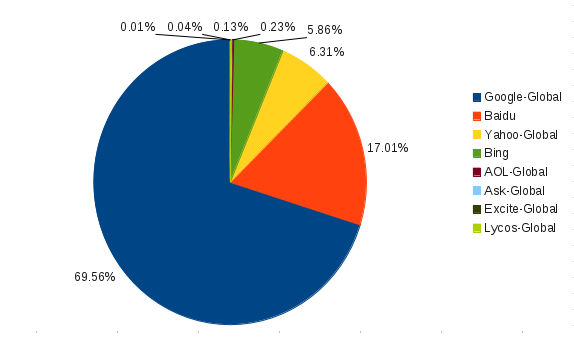 0.01% 0.04% 0.13% 0.23% 5.86%
6.31%
17.01%
69.56%
Google-Global
Baidu
Yahoo-Global
Bing
AOL-Global
Ask-Global
Excite-Global
Lycos-Global